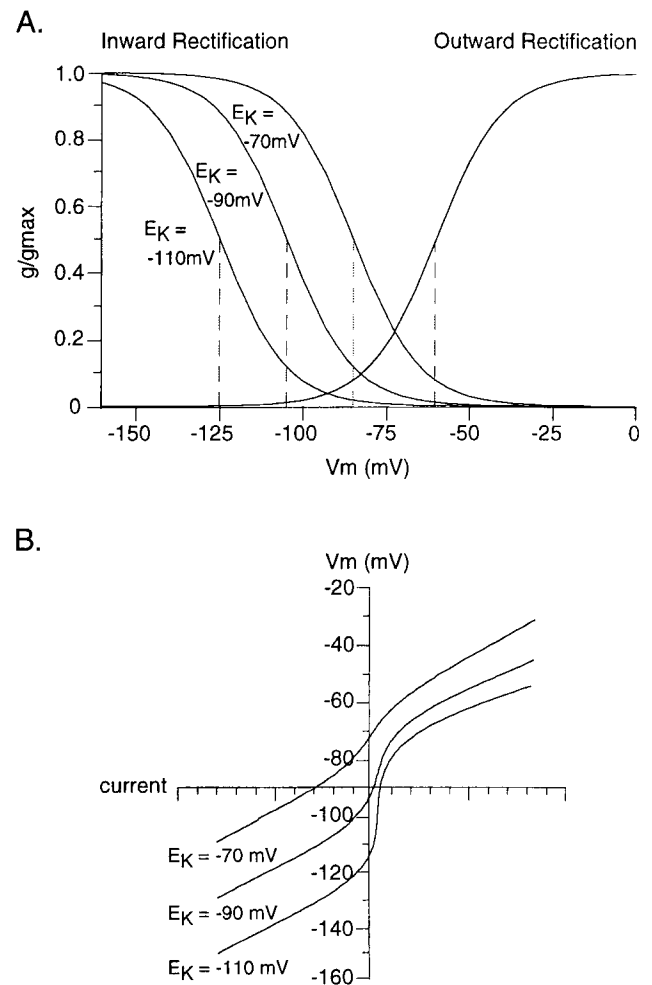 A.
Inward Rectification
Outward Rectification
1.0
0.8
0.6
0.4
0.2
0
g/gmax
EK =
-70mV
EK =
-90mV
EK =
-110mV
-150
-125
-100
-75
-50
-25
0
Vm (mV)
B.
Vm (mV)
-20
-40
-60
-80
current
-100
-120
-140
-160
EK = -70 mV
EK = -90 mV
EK = -110 mV